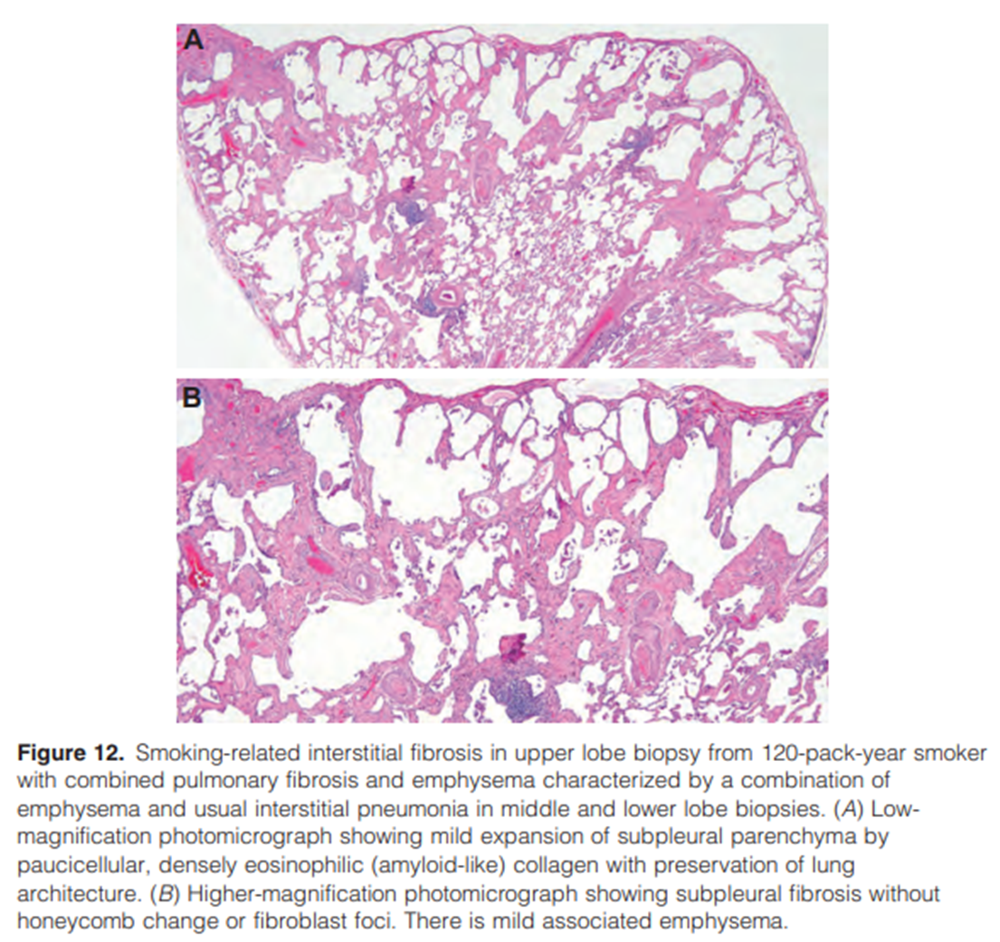 A
B
Figure 12. Smoking-related interstitial fibrosis in upper lobe biopsy from 120-pack-year smoker
with combined pulmonary fibrosis and emphysema characterized by a combination of
emphysema and usual interstitial pneumonia in middle and lower lobe biopsies. (A) Low-
magnification photomicrograph showing mild expansion of subpleural parenchyma by
paucicellular, densely eosinophilic (amyloid-like) collagen with preservation of lung
architecture. (B) Higher-magnification photomicrograph showing subpleural fibrosis without
honeycomb change or fibroblast foci. There is mild associated emphysema.